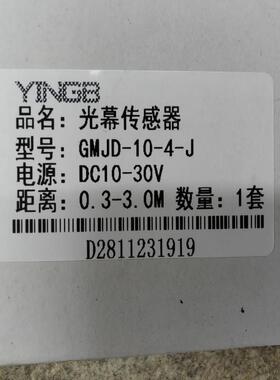 YINGB
品名: 光幕传感器
型号: GMJD-10-4-J
电源: DC10-30V
距离: 0.3-3.0M 数量: 1套
D2811231919